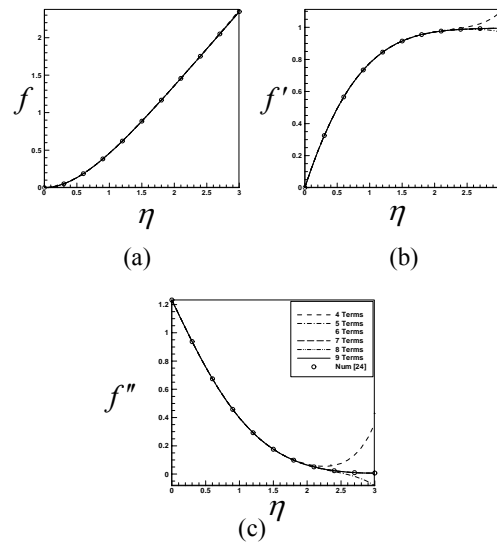 f
2
1.5
1
0.5
0
0 0.5 1 1.5 2 2.5 3
η
(a)
f'
1
0.8
0.6
0.4
0.2
0
0 0.5 1 1.5 2 2.5 3
η
(b)
f''
1.2
1
0.8
0.6
0.4
0.2
0
0 0.5 1 1.5 2 2.5 3
η
4 Terms
5 Terms
6 Terms
7 Terms
8 Terms
9 Terms
Num [24]
(c)